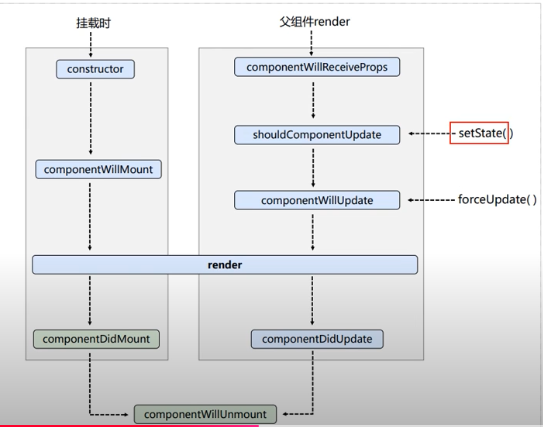 挂载时
父组件render
constructor
componentWillReceiveProps
shouldComponentUpdate
setState( )
componentWillMount
componentWillUpdate
forceUpdate( )
render
componentDidMount
componentDidUpdate
componentWillUnmount